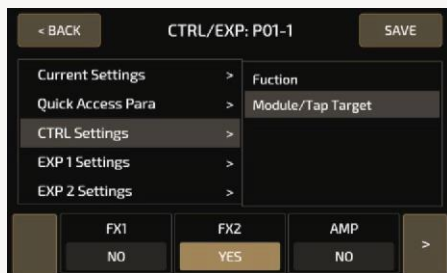 < BACK CTRL/EXP: P01-1 SAVE
Current Settings >
Quick Access Para >
CTRL Settings >
EXP 1 Settings >
EXP 2 Settings >
Fuction
Module/Tap Target
FX1 FX2 AMP
NO YES NO >